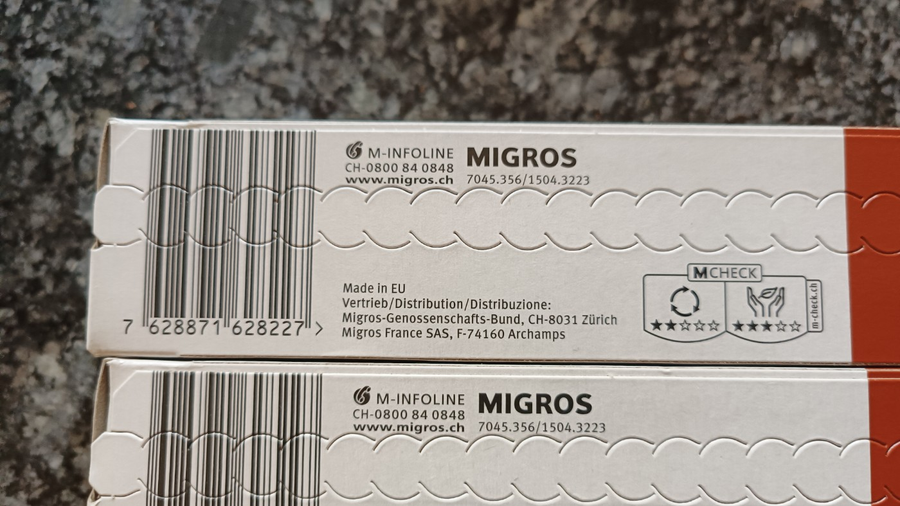 M-INFOLINE
CH-0800 84 0848
www.migros.ch
MIGROS
7045.356/1504.3223
Made in EU
Vertrieb/Distribution/Distribuzione:
Migros-Genossenschafts-Bund, CH-8031 Zürich
Migros France SAS, F-74160 Archamps
7 628871 628227 >
MCHECK
m-check.ch
M-INFOLINE
CH-0800 84 0848
www.migros.ch
MIGROS
7045.356/1504.3223